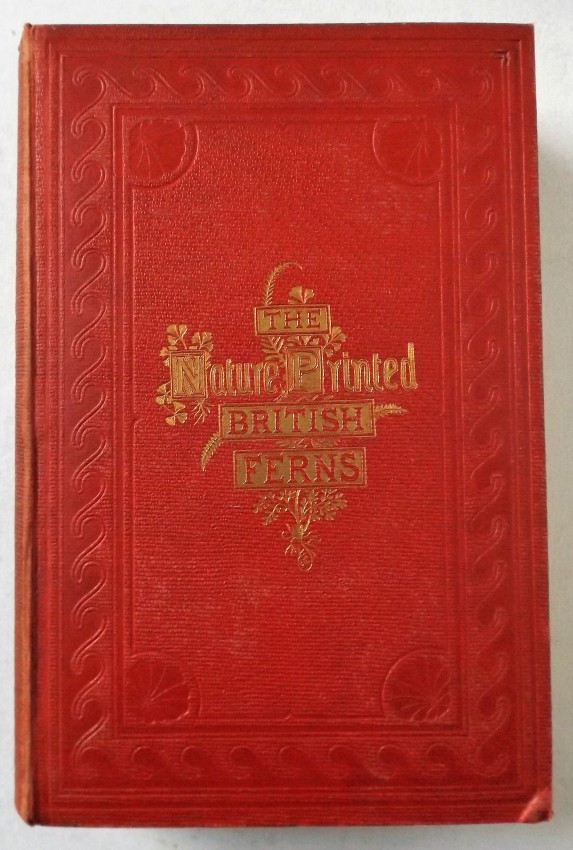 THE
Nature Printed
BRITISH
FERNS